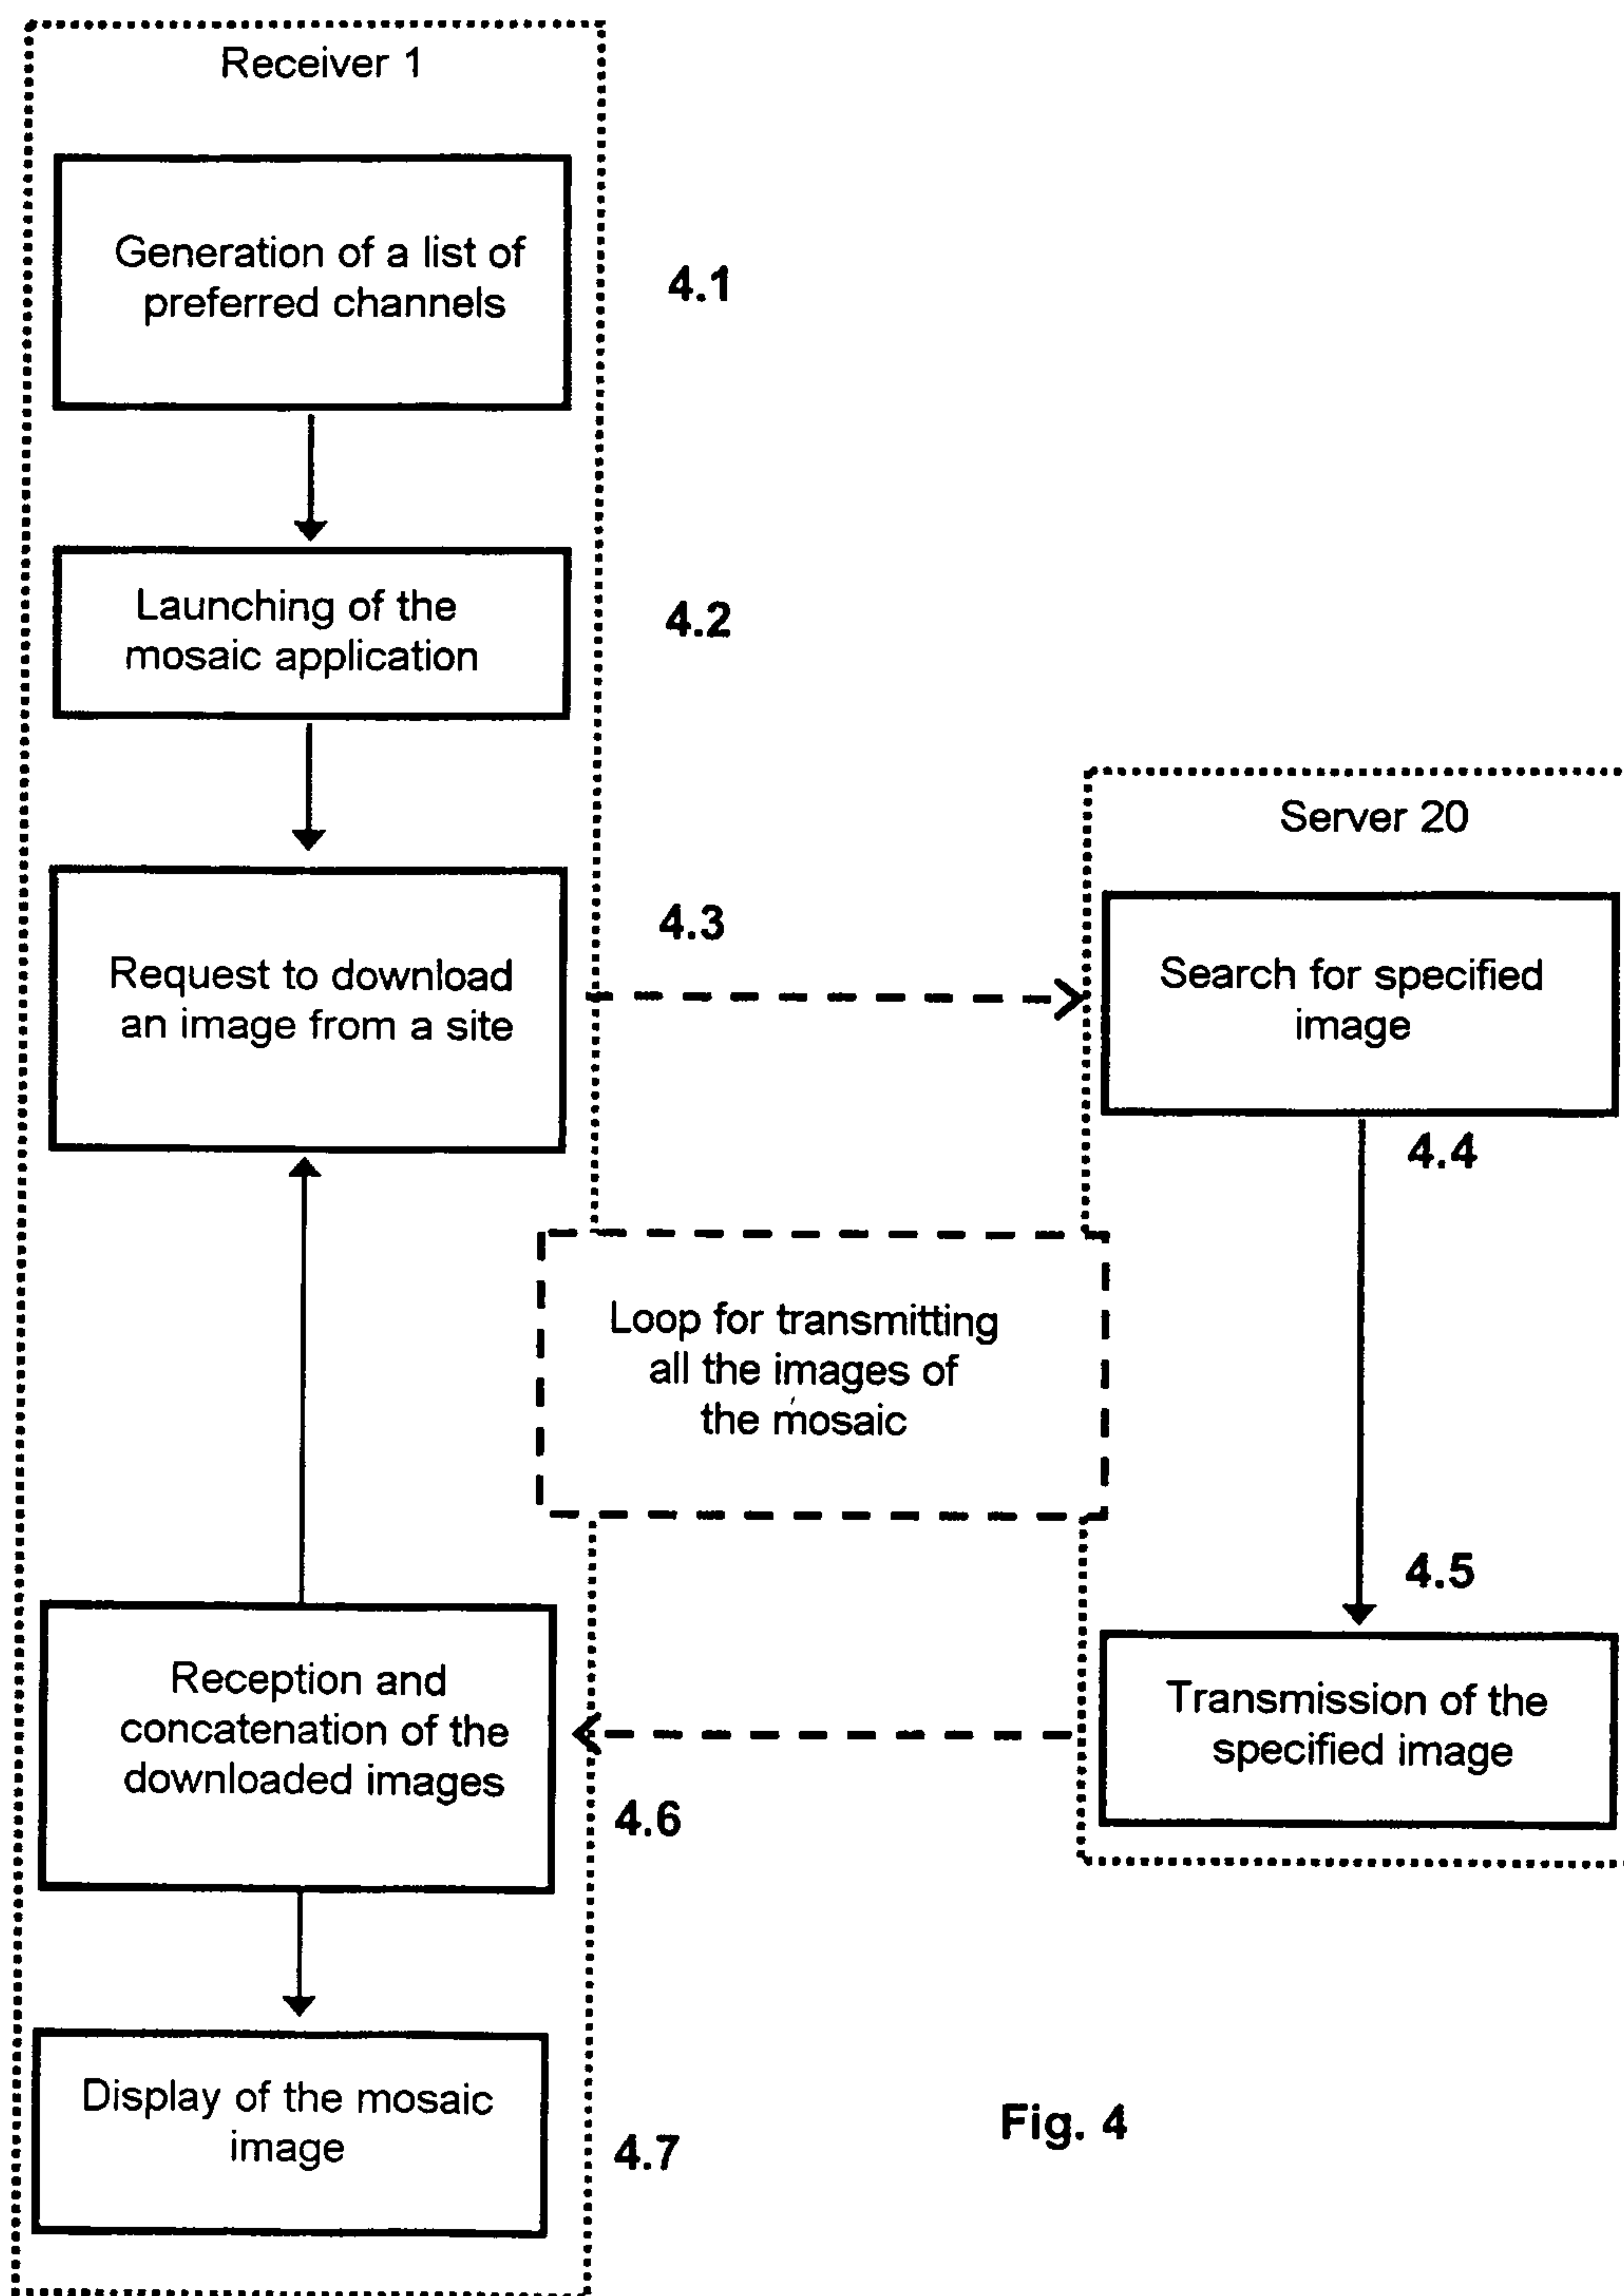 Receiver 1
Generation of a list of
preferred channels
4.1
Launching of the
mosaic application
4.2
Server 20
4.3
Request to download
an image from a site
Search for specified
image
4.4
Loop for transmitting
all the images of
the mosaic
4.5
Reception and
concatenation of the
downloaded images
Transmission of the
specified image
4.6
Display of the mosaic
image
4.7
Fig. 4